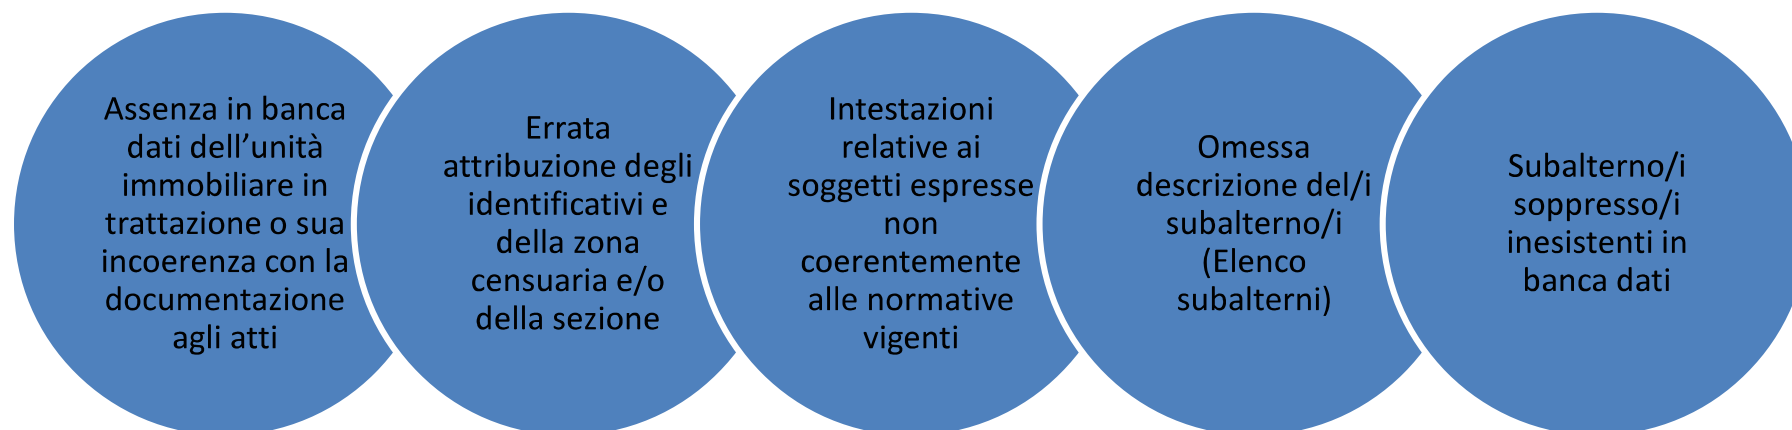 Assenza in banca
dati dell’unità
immobiliare in
trattazione o sua
incoerenza con la
documentazione
agli atti
Errata
attribuzione degli
identificativi e
della zona
censuaria e/o
della sezione
Intestazioni
relative ai
soggetti espresse
non
coerentemente
alle normative
vigenti
Omessa
descrizione del/i
subalterno/i
(Elenco
subalterni)
Subalterno/i
soppresso/i
inesistenti in
banca dati